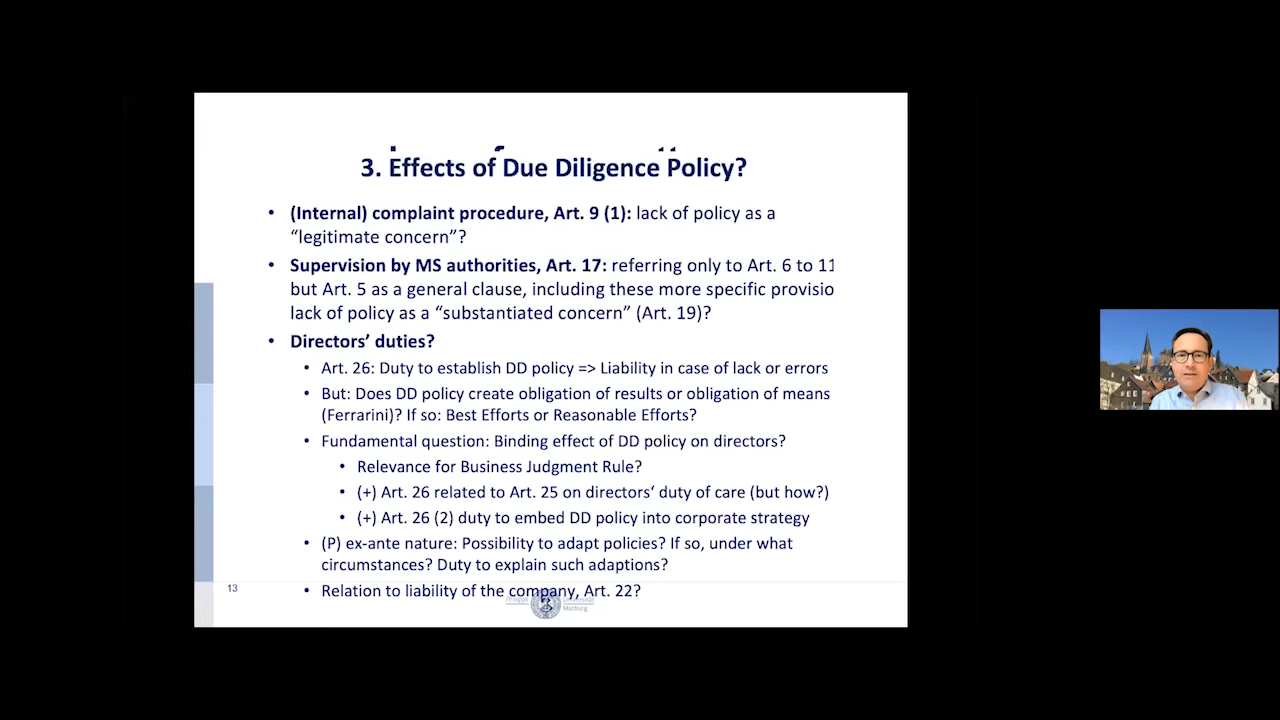 3. Effects of Due Diligence Policy?
• (Internal) complaint procedure, Art. 9 (1): lack of policy as a
“legitimate concern”?
• Supervision by MS authorities, Art. 17: referring only to Art. 6 to 11
but Art. 5 as a general clause, including these more specific provisio
lack of policy as a “substantiated concern” (Art. 19)?
• Directors’ duties?
• Art. 26: Duty to establish DD policy => Liability in case of lack or errors
• But: Does DD policy create obligation of results or obligation of means
(Ferrarini)? If so: Best Efforts or Reasonable Efforts?
• Fundamental question: Binding effect of DD policy on directors?
• Relevance for Business Judgment Rule?
• (+) Art. 26 related to Art. 25 on directors‘ duty of care (but how?)
• (+) Art. 26 (2) duty to embed DD policy into corporate strategy
• (P) ex-ante nature: Possibility to adapt policies? If so, under what
circumstances? Duty to explain such adaptions?
13
• Relation to liability of the company, Art. 22?
Philipps Universität
Marburg